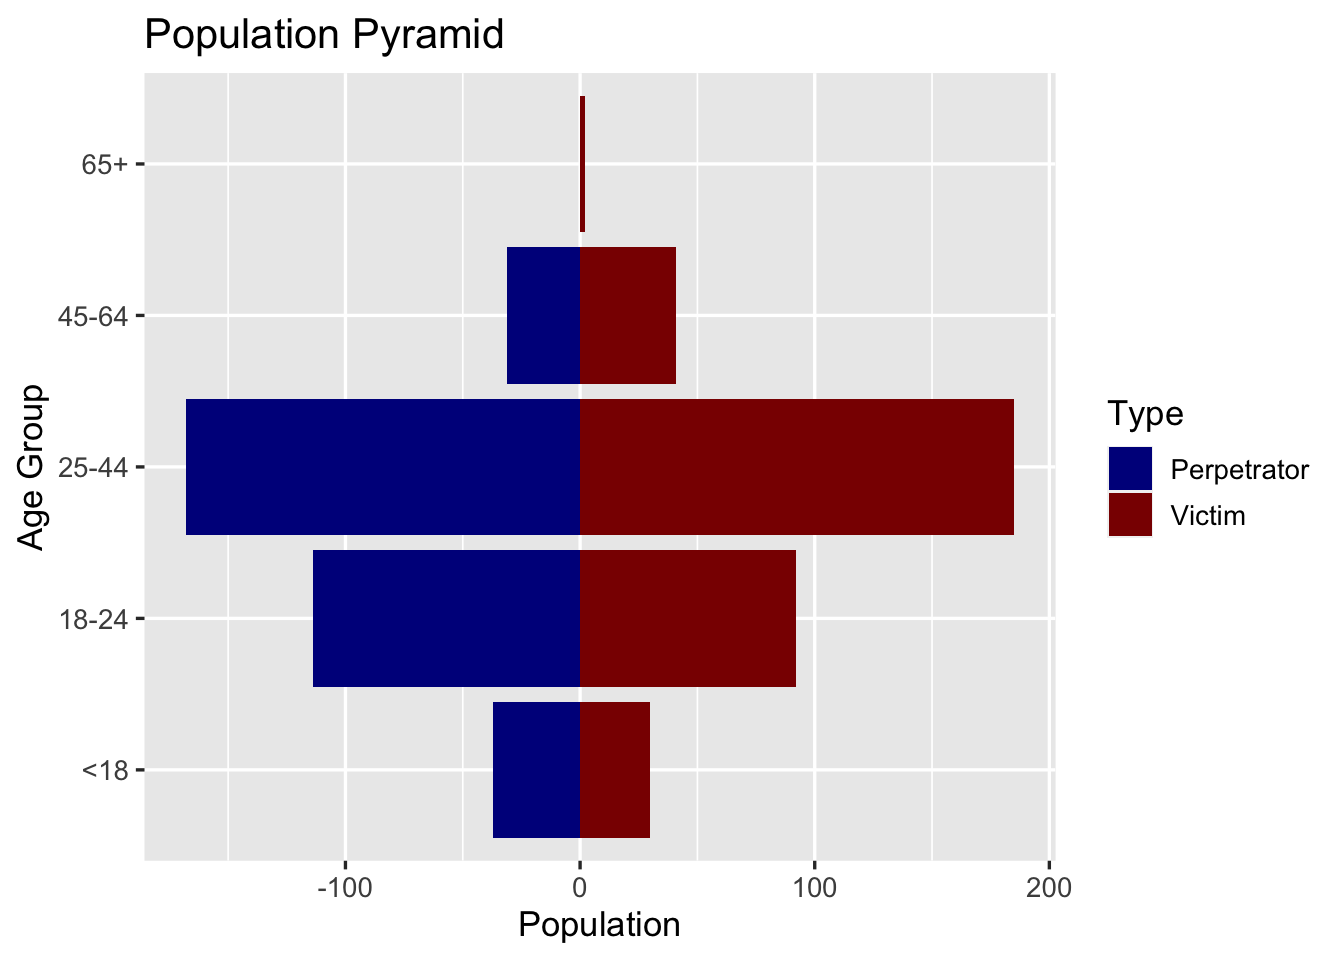 Population Pyramid
65+
45-64
25-44
18-24
<18
Age Group
-100 0 100 200
Population
Type
Perpetrator
Victim